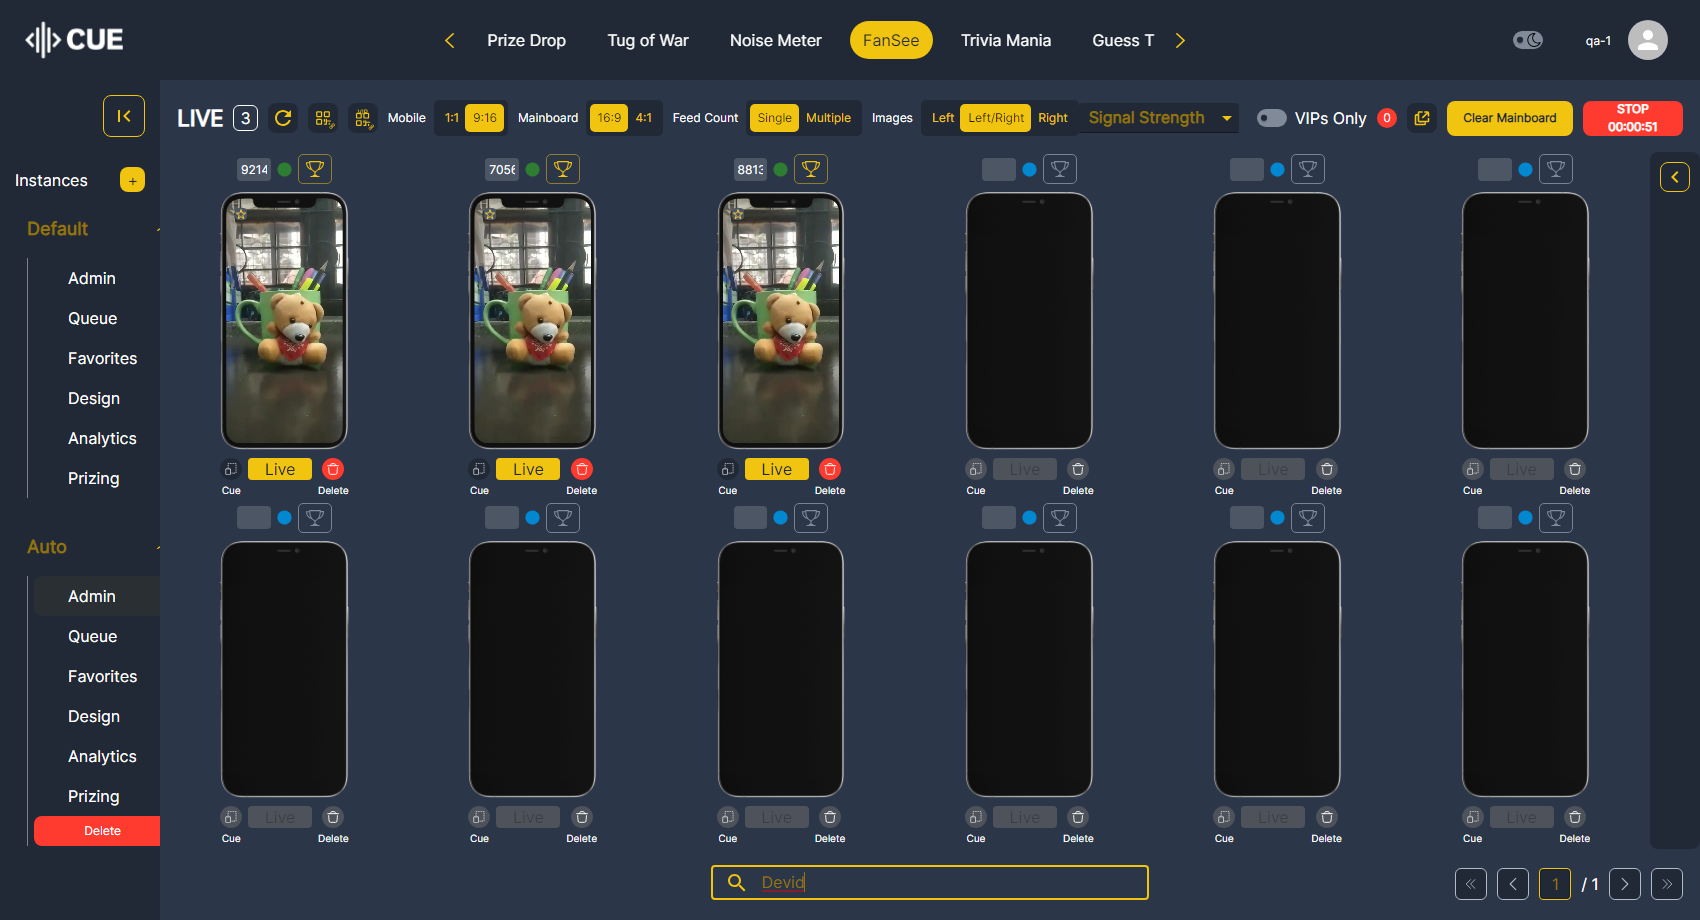 CUE
Prize Drop
Tug of War
Noise Meter
FanSee
Trivia Mania
Guess T
qa-1
Instances
+
Default
Admin
Queue
Favorites
Design
Analytics
Prizing
Auto
Admin
Queue
Favorites
Design
Analytics
Prizing
Delete
LIVE 3
Mobile 1:1 9:16
Mainboard 16:9 4:1
Feed Count Single Multiple
Images Left Left/Right Right
Signal Strength
VIPs Only 0
Clear Mainboard
STOP
00:00:51
9214
7056
8813
Live Live Live Live Live Live
Cue Delete Cue Delete Cue Delete Cue Delete Cue Delete Cue Delete
Live Live Live Live Live Live
Cue Delete Cue Delete Cue Delete Cue Delete Cue Delete Cue Delete
Devid
1 / 1